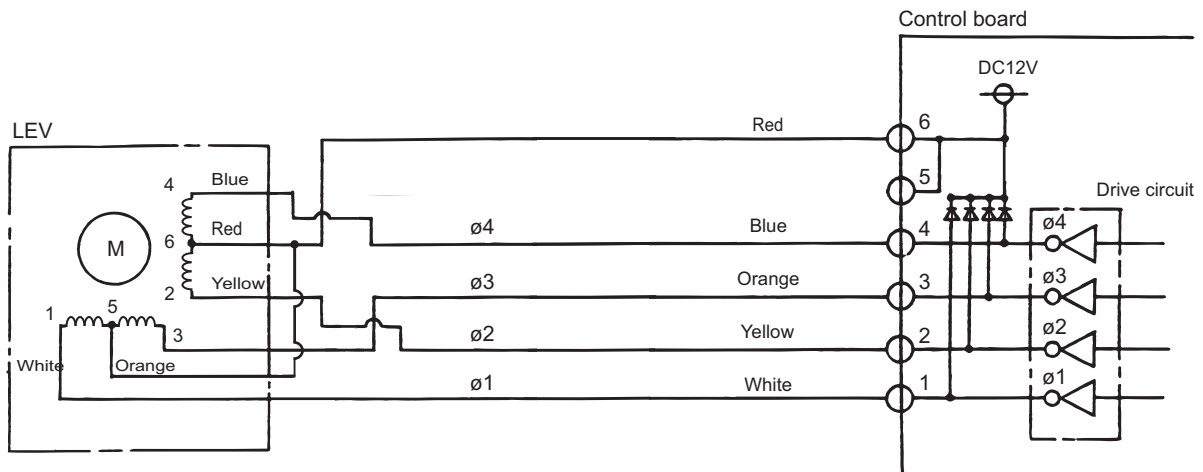 Control board
DC12V
LEV
Red
6
4
Blue
5
Drive circuit
Red
6
M
ø4
Blue
4
ø4
2
Yellow
ø3
Orange
3
ø3
1
5
3
ø2
Yellow
2
ø2
White
Orange
ø1
White
1
ø1